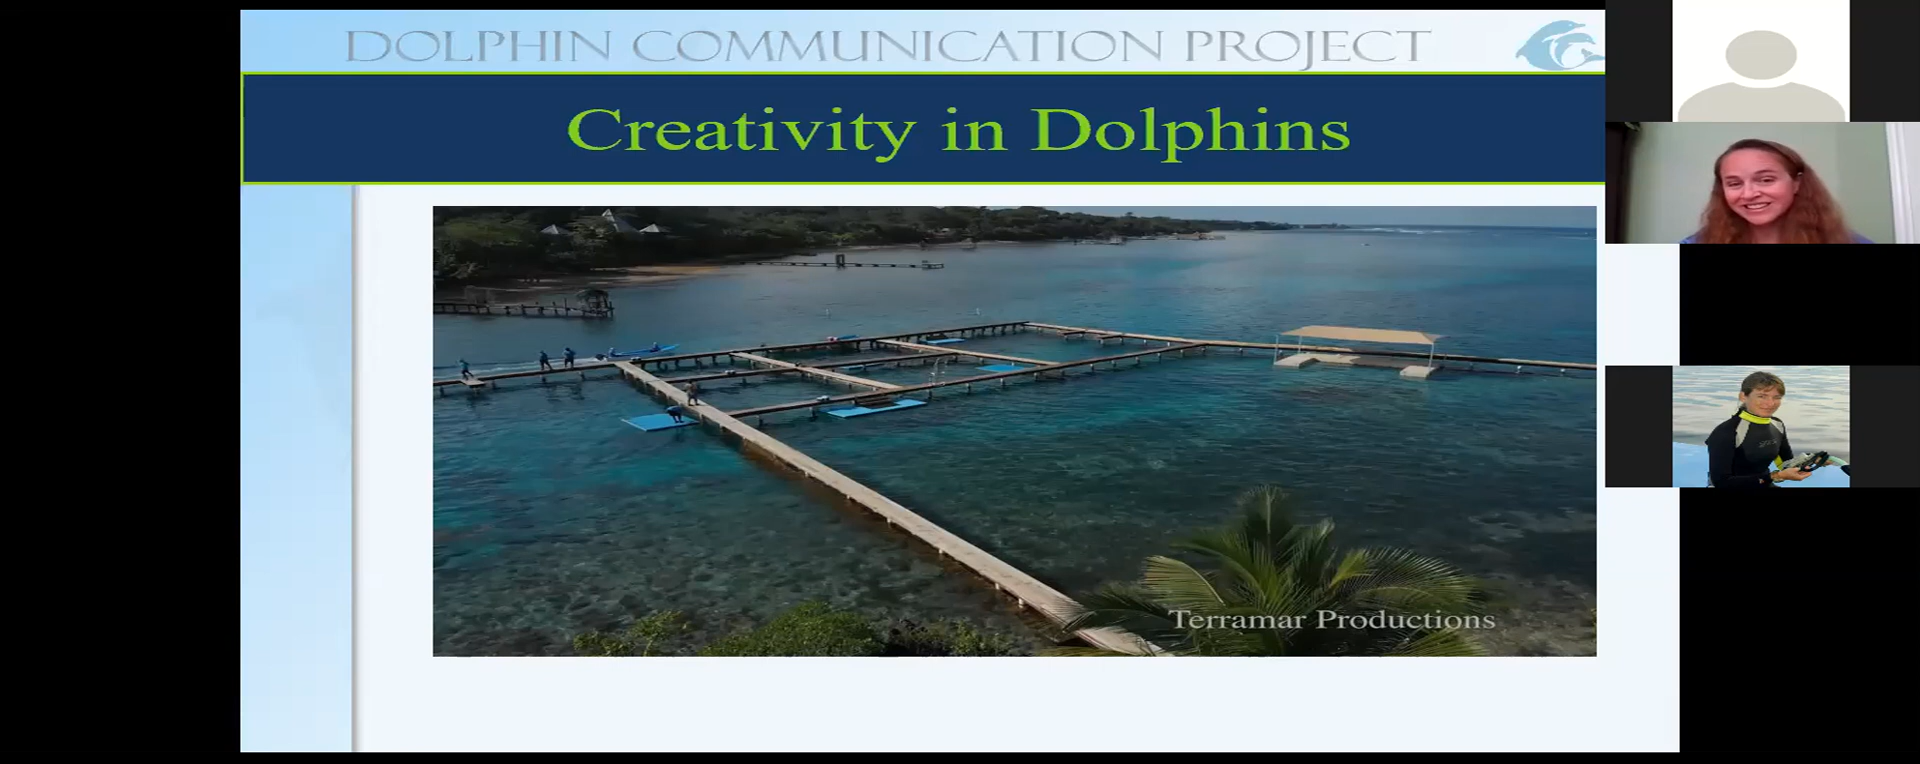 DOLPHIN COMMUNICATION PROJECT
Creativity in Dolphins
Terramar Productions